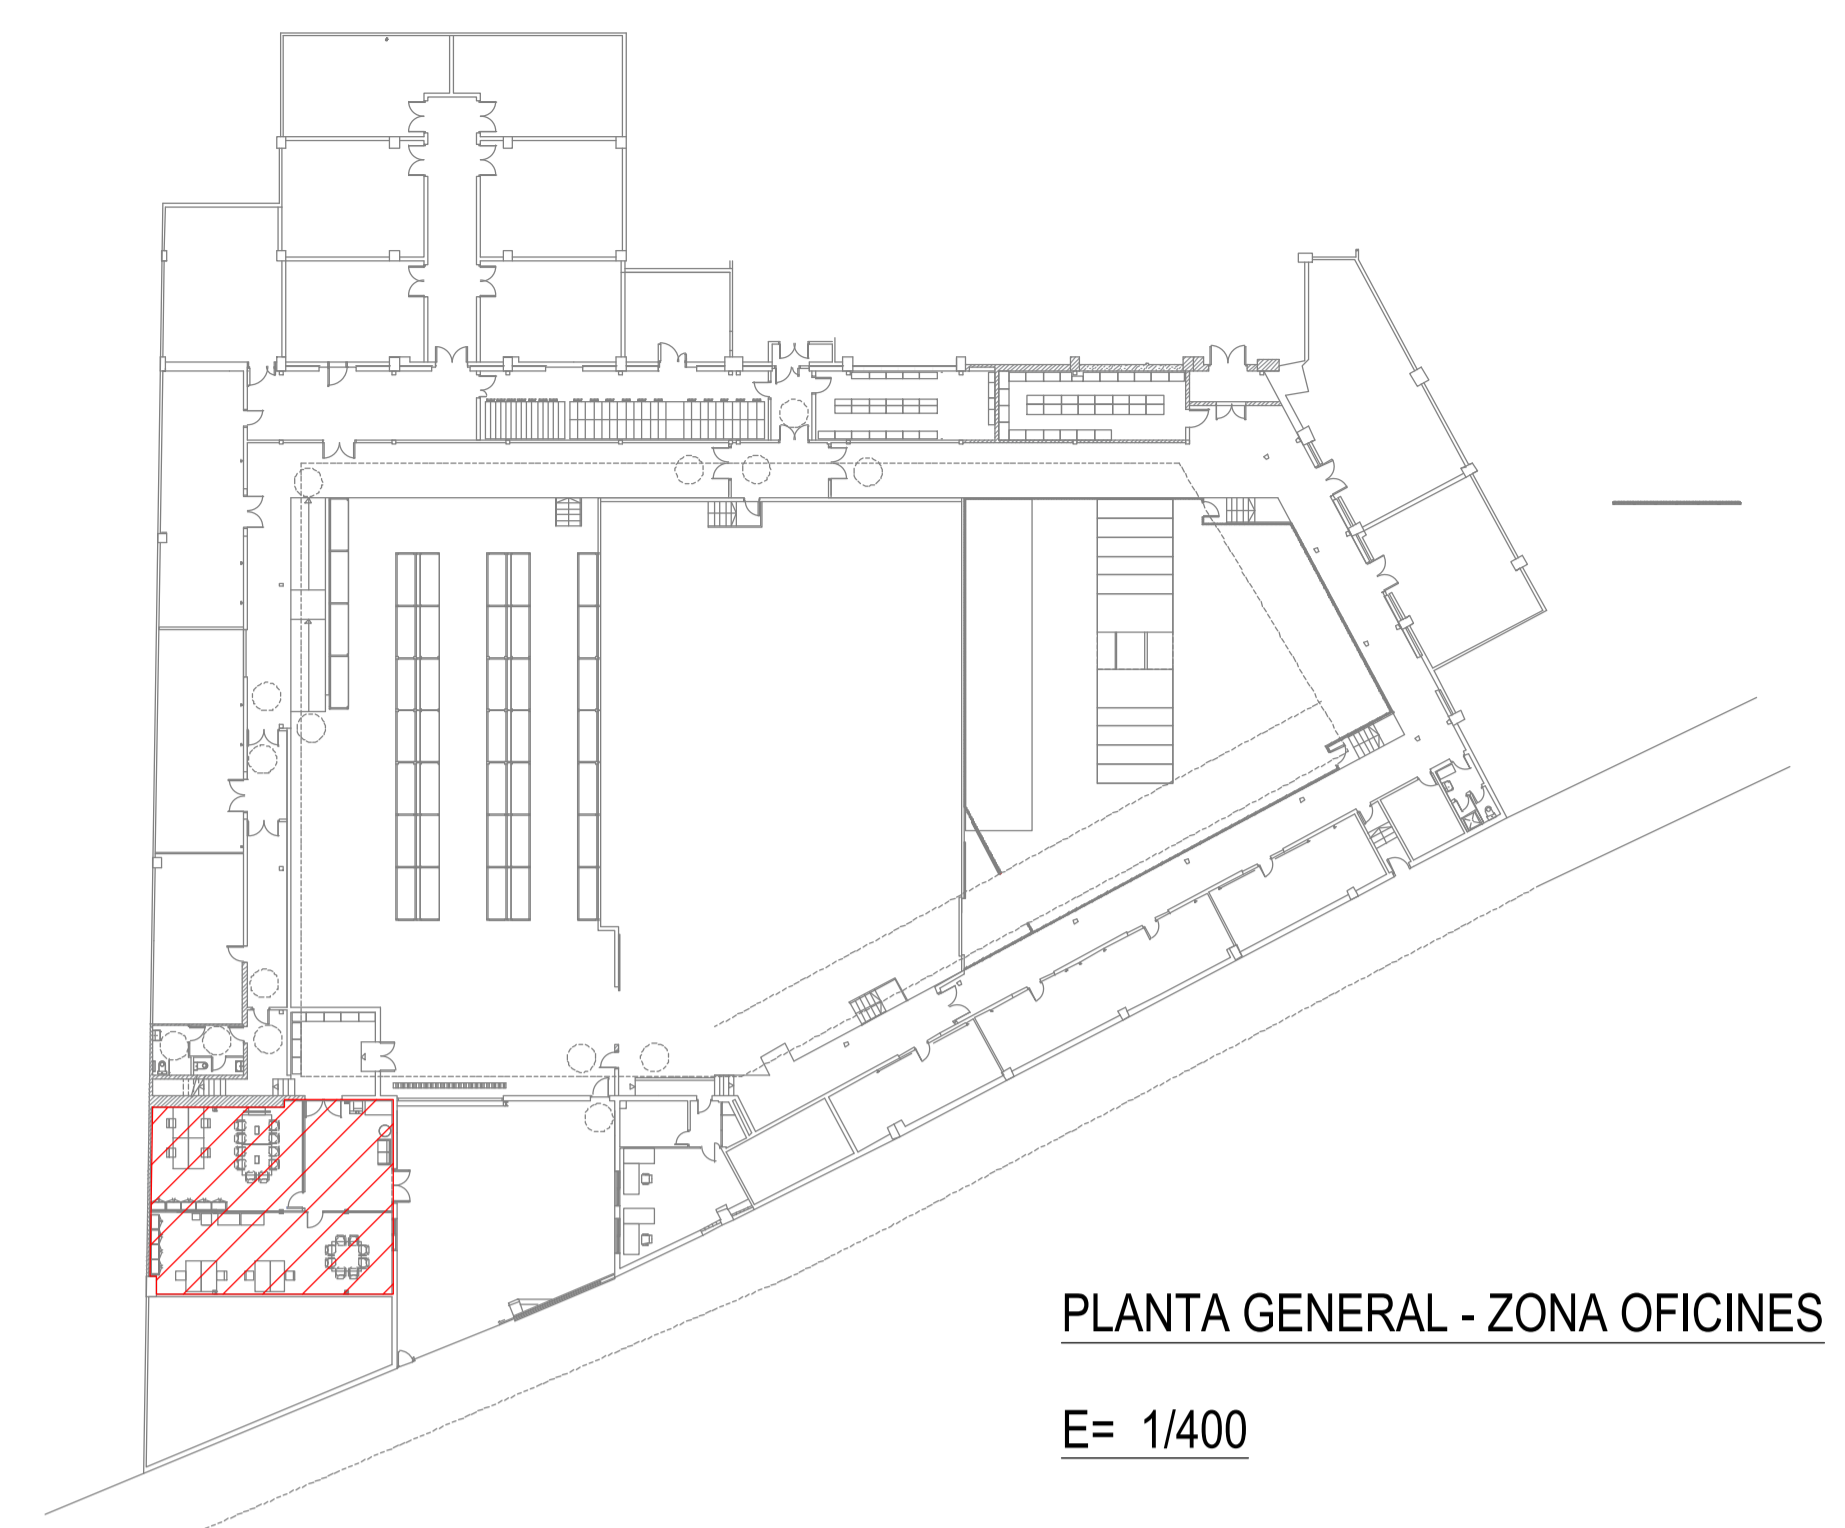 PLANTA GENERAL - ZONA OFICINES
E= 1/400